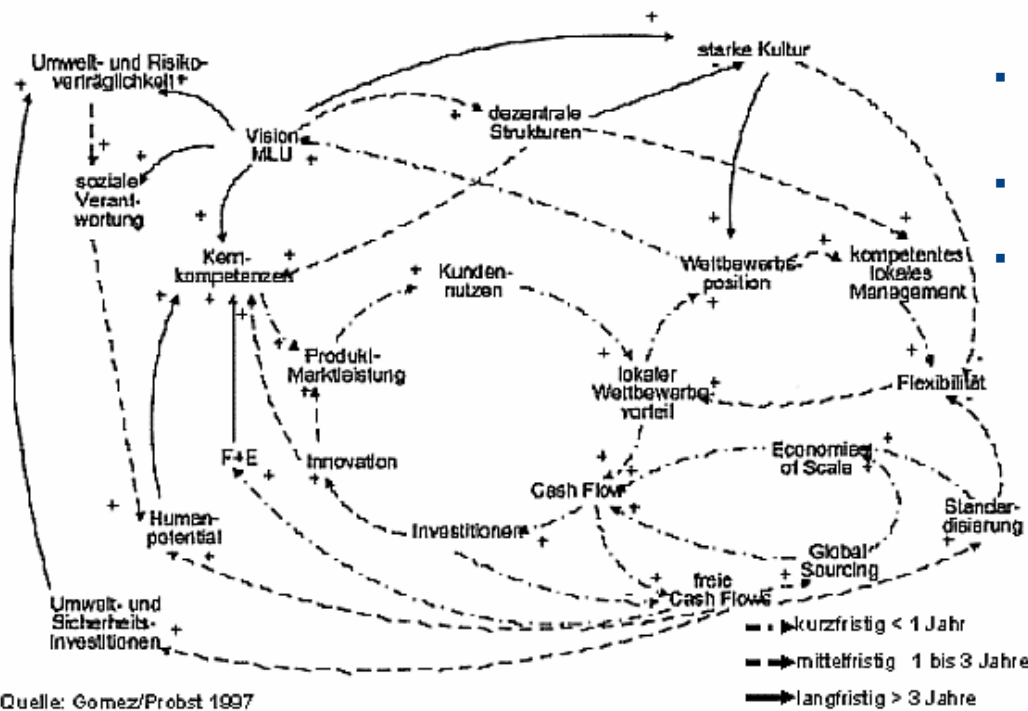 Umwelt- und Risiko-
verträglichkeit
starke Kultur
dezentrale
Strukturen
Vision
MLU
soziale
Verant-
wortung
Kern-
kompetenzen
Kunden-
nutzen
Wettbewerbs-
position
kompetentes
lokales
Management
Produkt-
Marktleistung
lokaler
Wettbewerbs-
vorteil
Flexibilität
F+E
Innovation
Economies
of Scale
Cash Flow
Human-
potential
Investitionen
Standar-
disierung
Global
Sourcing
freie
Cash Flows
Umwelt- und
Sicherheits-
Investitionen
kurzfristig < 1 Jahr
mittelfristig 1 bis 3 Jahre
langfristig > 3 Jahre
Quelle: Gomez/Probst 1997